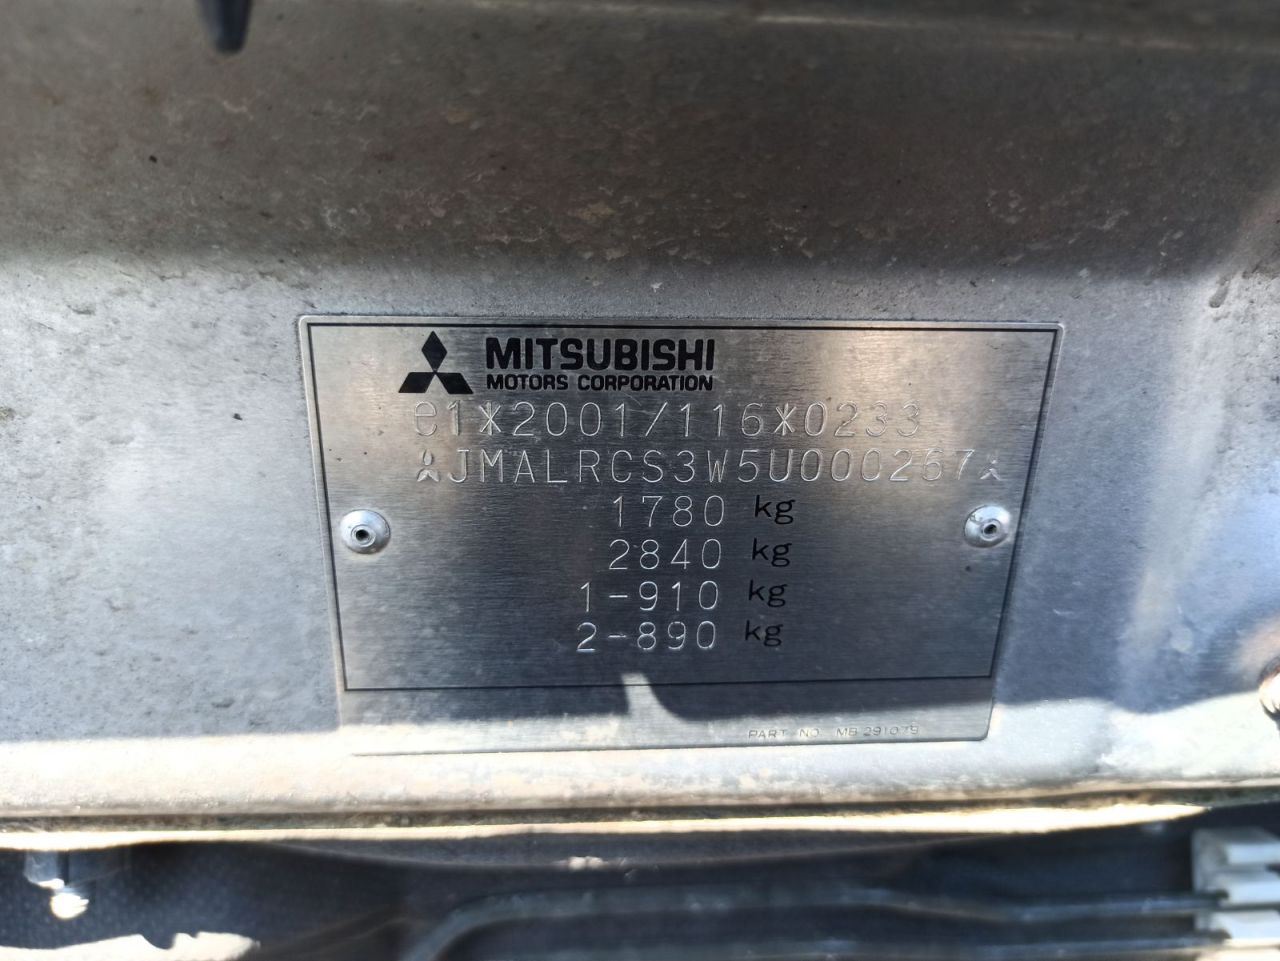 MITSUBISHI
MOTORS CORPORATION
e1*2001/116*0233
JMALRCS3W5U000267
1780 kg
2840 kg
1-910 kg
2-890 kg
PART NO MB 291079